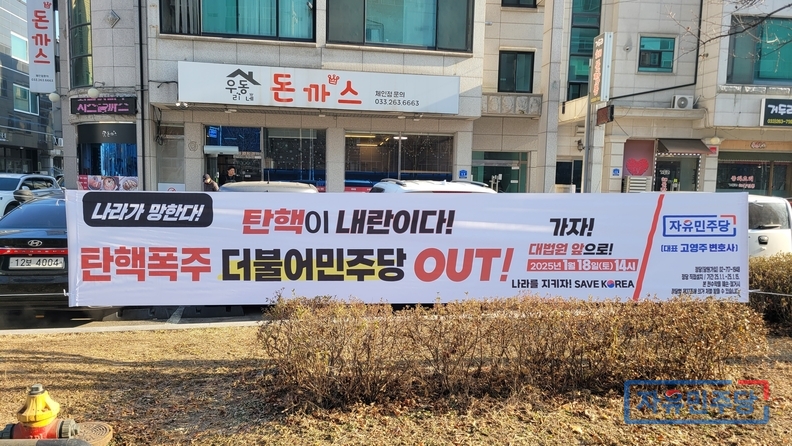 돈까스
우동
돈까스
체인점 문의
033.263.6663
나라가 망한다!
탄핵이 내란이다!
탄핵폭주 더불어민주당 OUT!
가자!
대법원 앞으로!
2025년 1월 18일(토) 14시
나라를 지키자! SAVE KOREA
자유민주당
[대표 고영주 변호사]
4004
자유민주당